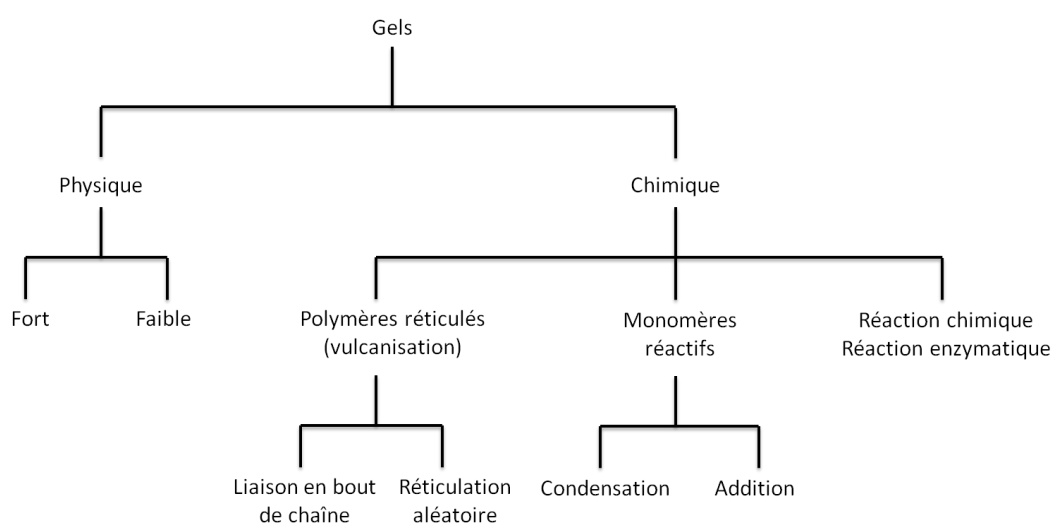 Gels
Physique
Chimique
Fort
Faible
Polymères réticulés
(vulcanisation)
Monomères
réactifs
Réaction chimique
Réaction enzymatique
Liaison en bout
de chaîne
Réticulation
aléatoire
Condensation
Addition